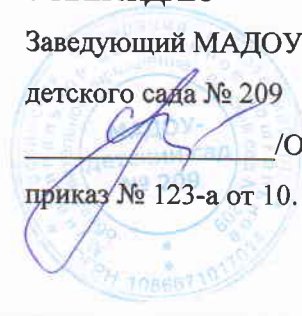 Заведующий МАДОУ
детского сада № 209
/О
приказ № 123-а от 10.